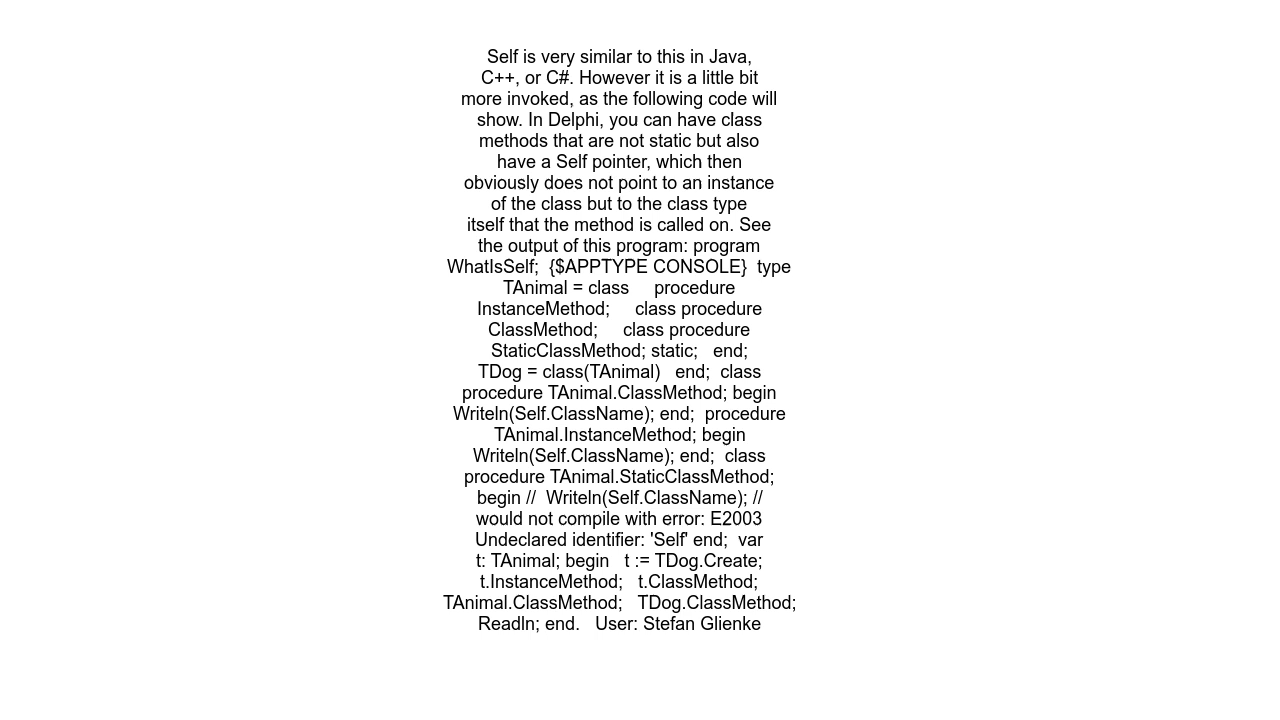 Self is very similar to this in Java,
C++, or C#. However it is a little bit
more invoked, as the following code will
show. In Delphi, you can have class
methods that are not static but also
have a Self pointer, which then
obviously does not point to an instance
of the class but to the class type
itself that the method is called on. See
the output of this program: program
WhatIsSelf;  {$APPTYPE CONSOLE}  type
TAnimal = class     procedure
InstanceMethod;     class procedure
ClassMethod;     class procedure
StaticClassMethod; static;   end;
TDog = class(TAnimal)   end;  class
procedure TAnimal.ClassMethod; begin
Writeln(Self.ClassName); end;  procedure
TAnimal.InstanceMethod; begin
Writeln(Self.ClassName); end;  class
procedure TAnimal.StaticClassMethod;
begin //  Writeln(Self.ClassName); //
would not compile with error: E2003
Undeclared identifier: 'Self' end;  var
t: TAnimal; begin   t := TDog.Create;
t.InstanceMethod;   t.ClassMethod;
TAnimal.ClassMethod;   TDog.ClassMethod;
Readln; end.   User: Stefan Glienke